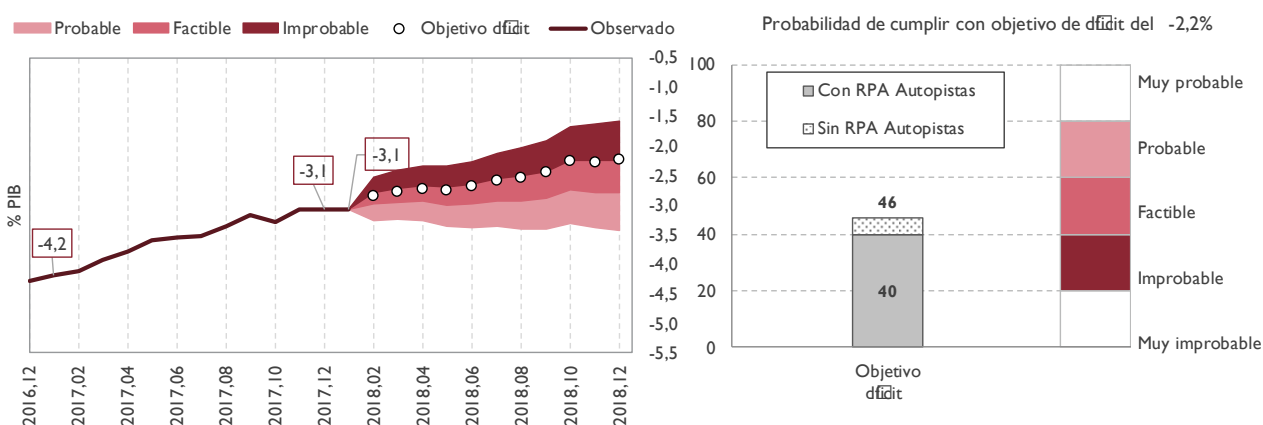 Probable Factible Improbable Objetivo dficit Observado
% PIB
-4,2
-3,1
-3,1
-0,5
-1,0
-1,5
-2,0
-2,5
-3,0
-3,5
-4,0
-4,5
-5,0
-5,5
2016,12
2017,02
2017,04
2017,06
2017,08
2017,10
2017,12
2018,02
2018,04
2018,06
2018,08
2018,10
2018,12
Probabilidad de cumplir con objetivo de dficit del -2,2%
100
80
60
40
20
0
Con RPA Autopistas
Sin RPA Autopistas
46
40
Objetivo
dficit
Muy probable
Probable
Factible
Improbable
Muy improbable